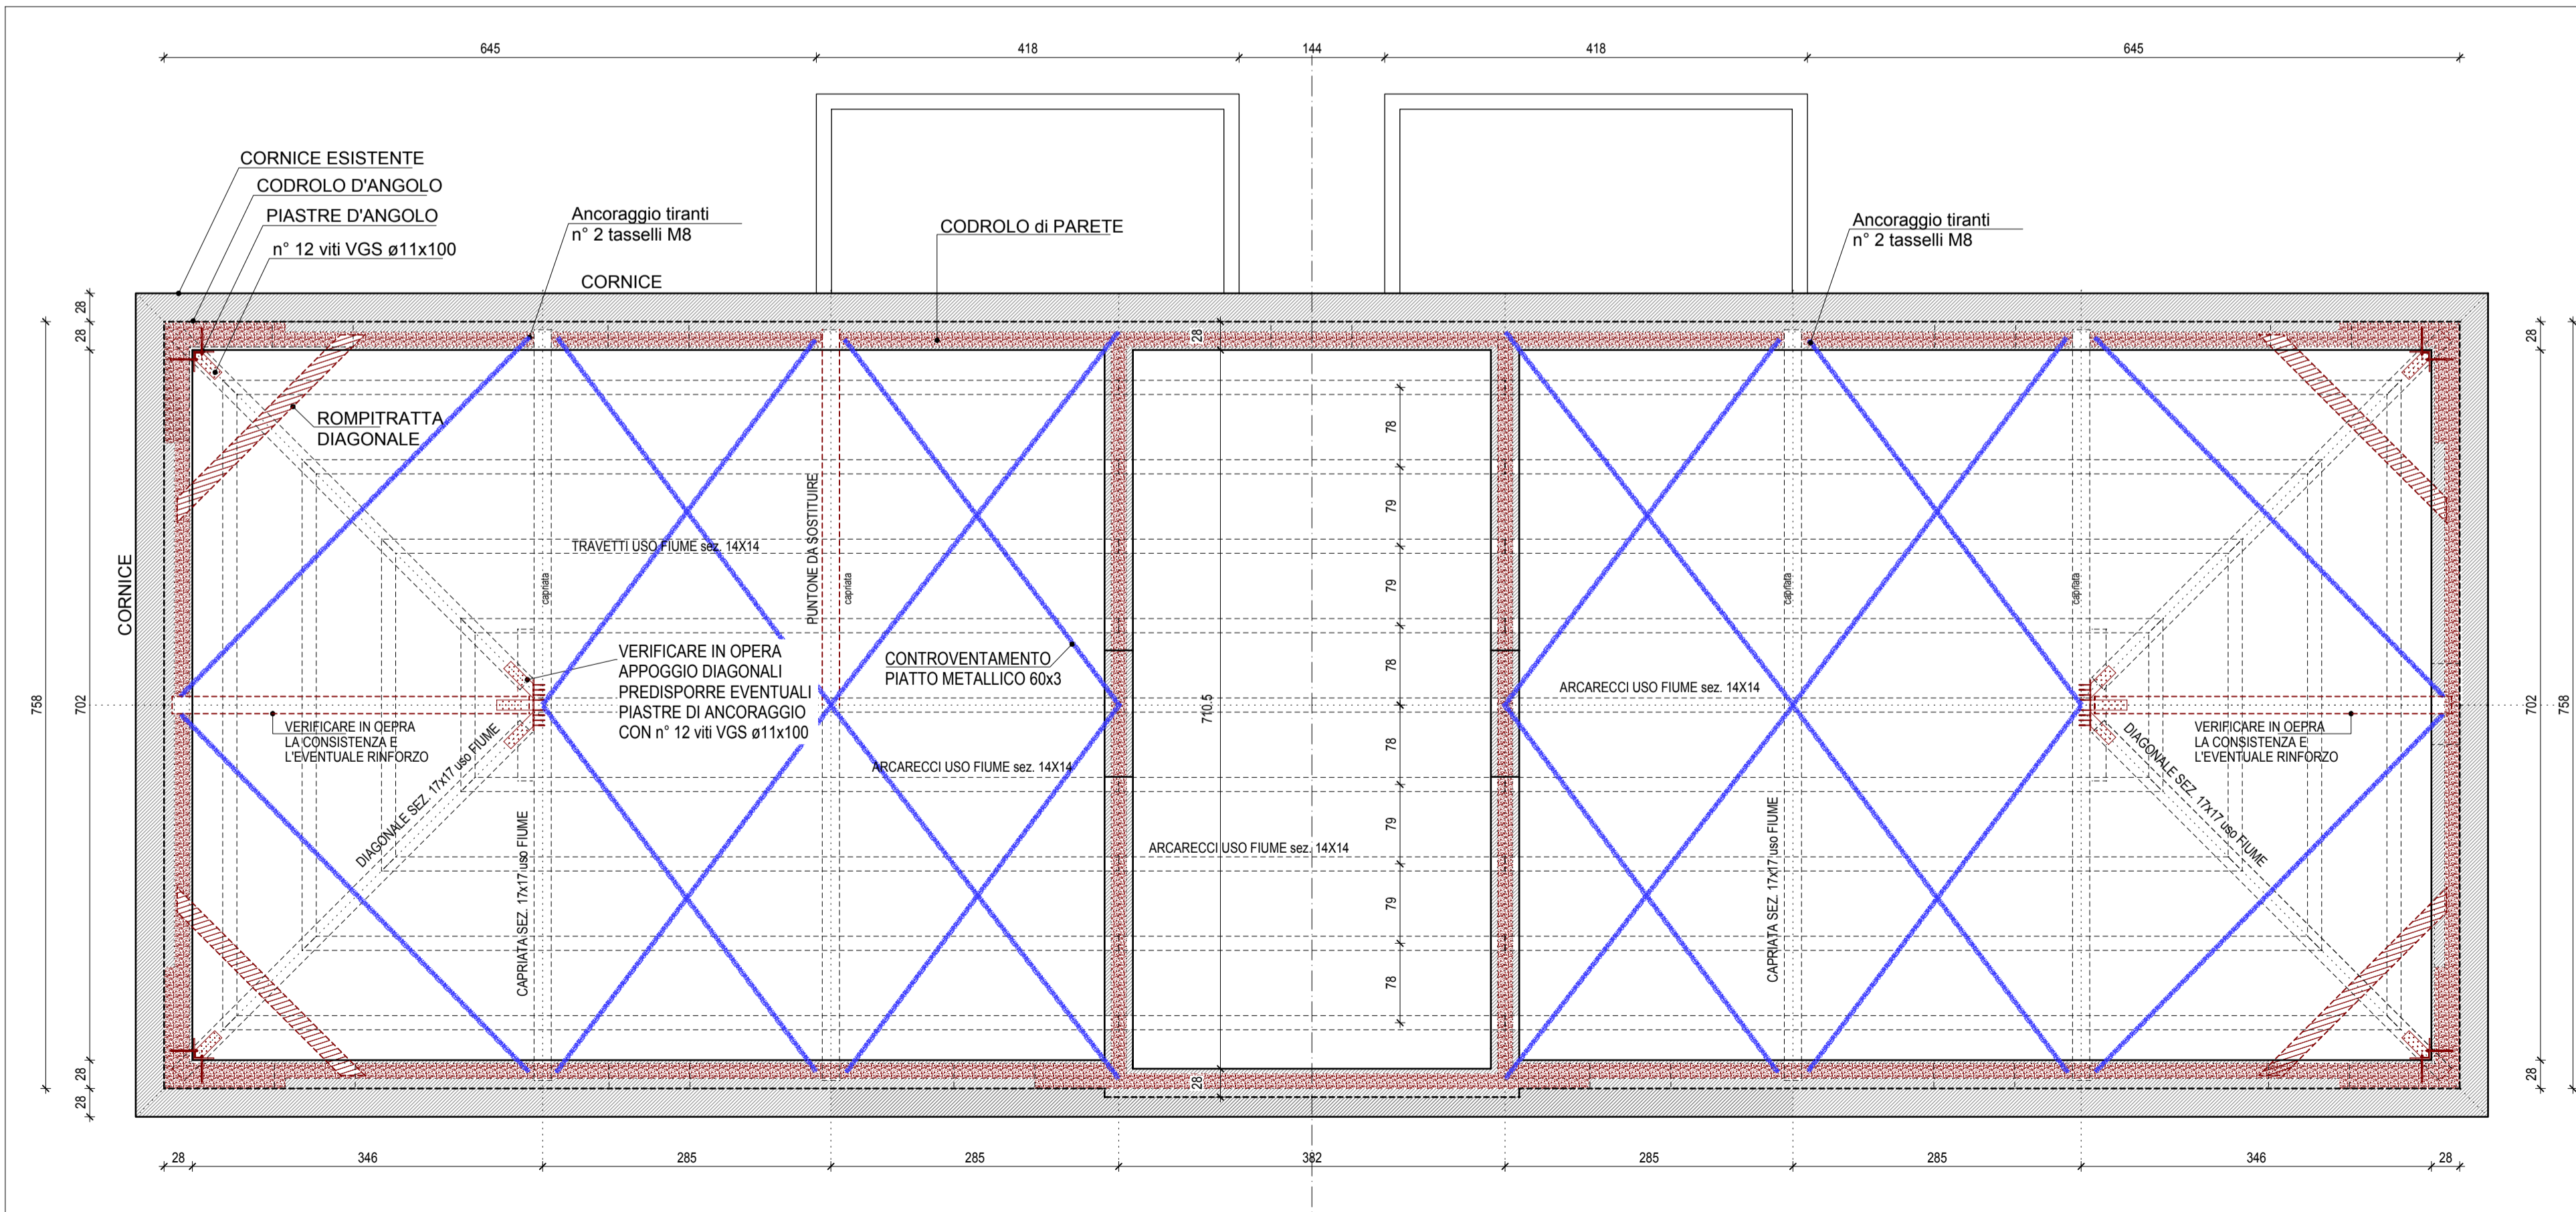 645
418
144
418
645
CORNICE ESISTENTE
CODROLO D'ANGOLO
PIASTRE D'ANGOLO
n° 12 viti VGS ø11x100
Ancoraggio tiranti
n° 2 tasselli M8
CODROLO di PARETE
Ancoraggio tiranti
n° 2 tasselli M8
CORNICE
28
28
28
28
ROMPITRATTA
DIAGONALE
78
79
79
78
78
79
79
78
TRAVETTI USO FIUME sez. 14X14
PUNTONE DA SOSTITUIRE
capriata
capriata
capriata
capriata
CORNICE
VERIFICARE IN OPERA
APPOGGIO DIAGONALI
PREDISPORRE EVENTUALI
PIASTRE DI ANCORAGGIO
CON n° 12 viti VGS ø11x100
CONTROVENTAMENTO
PIATTO METALLICO 60x3
ARCARECCI USO FIUME sez. 14X14
758
702
710.5
702
758
VERIFICARE IN OEPRA
LA CONSISTENZA E
L'EVENTUALE RINFORZO
VERIFICARE IN OEPRA
LA CONSISTENZA E
L'EVENTUALE RINFORZO
ARCARECCI USO FIUME sez. 14X14
DIAGONALE SEZ. 17x17 uso FIUME
DIAGONALE SEZ. 17x17 uso FIUME
CAPRIATA SEZ. 17x17 uso FIUME
CAPRIATA SEZ. 17x17 uso FIUME
ARCARECCI USO FIUME sez. 14X14
28
28
28
28
28
346
285
285
382
285
285
346
28